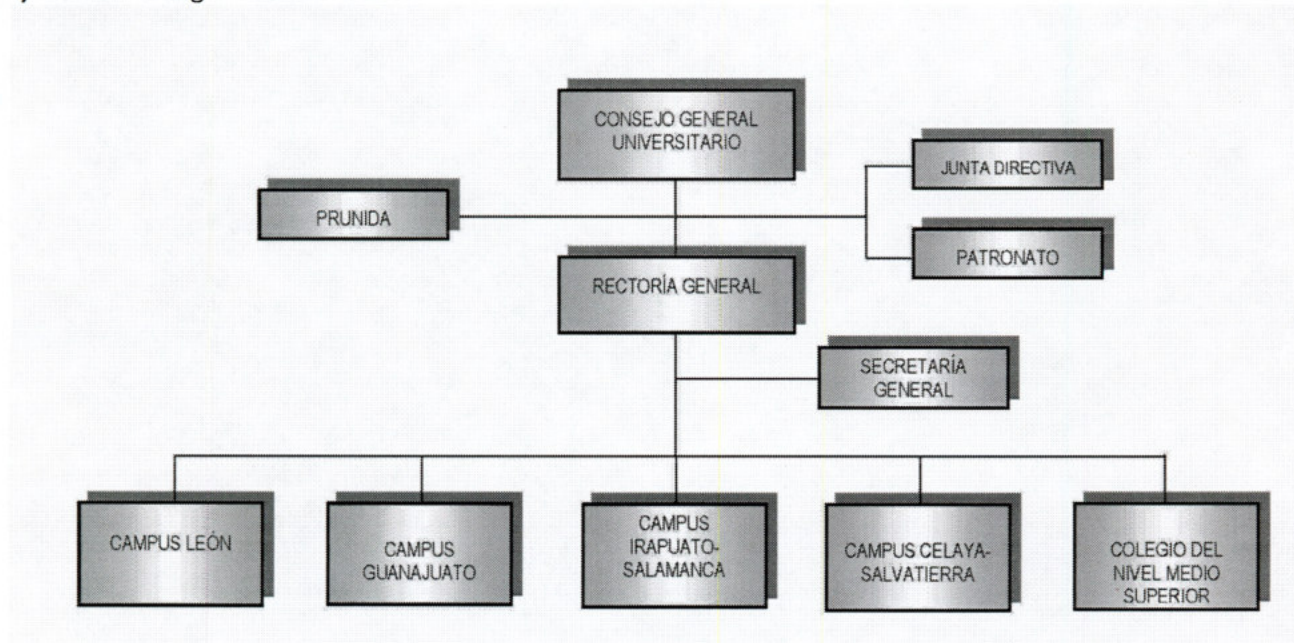 CONSEJO GENERAL
UNIVERSITARIO
JUNTA DIRECTIVA
PRUNIDA
PATRONATO
RECTORÍA GENERAL
SECRETARÍA
GENERAL
CAMPUS LEÓN
CAMPUS
GUANAJUATO
CAMPUS
IRAPUATO-
SALAMANCA
CAMPUS CELAYA-
SALVATIERRA
COLEGIO DEL
NIVEL MEDIO
SUPERIOR